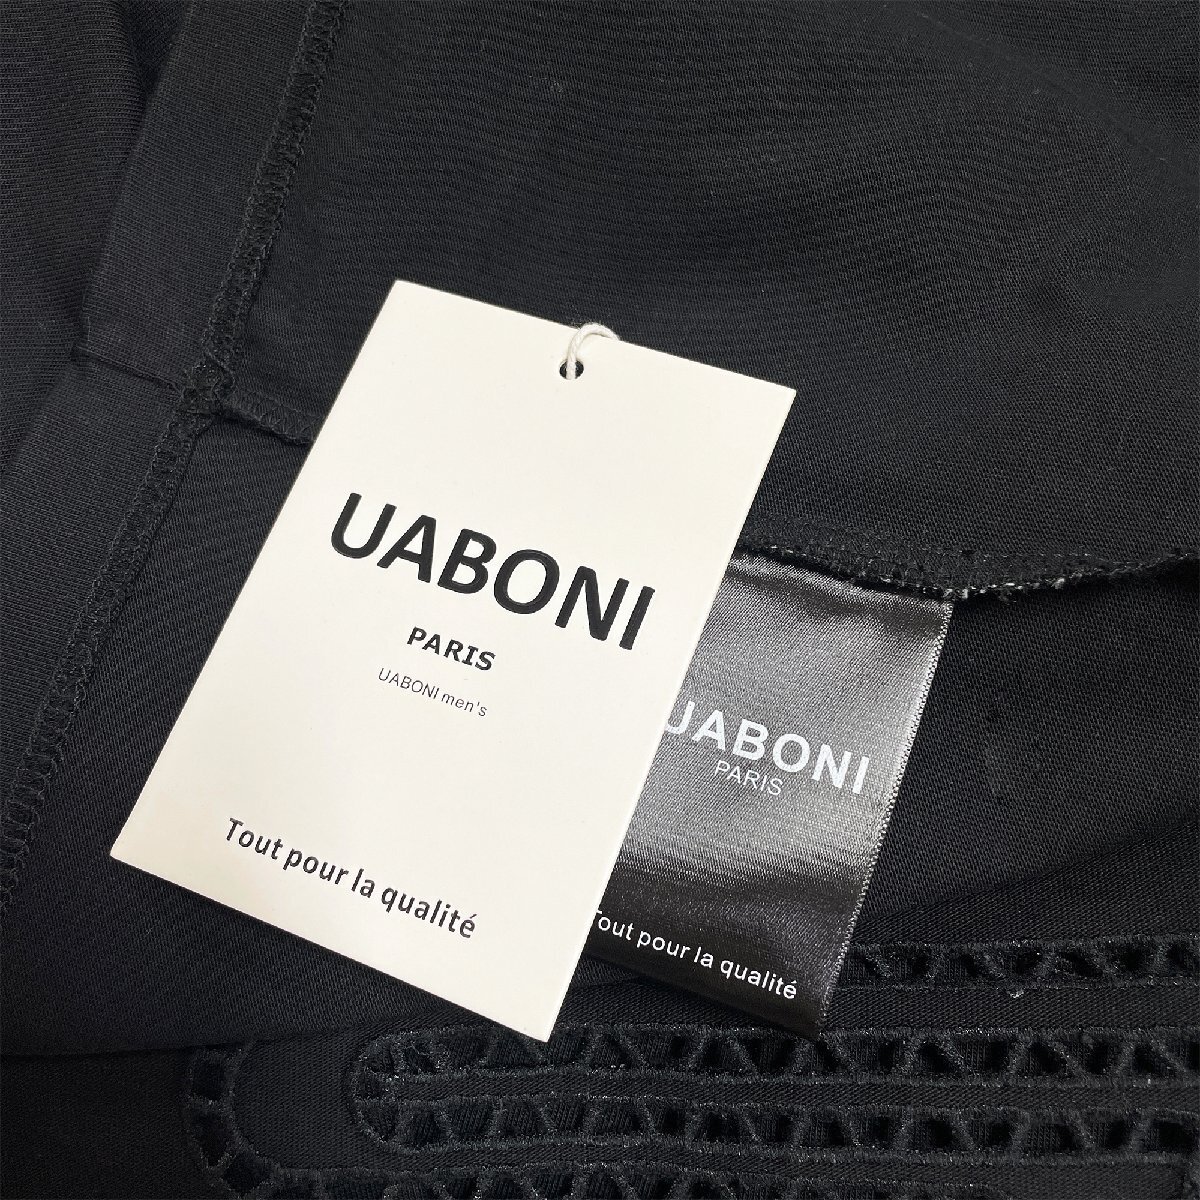 UABONI
PARIS
UABONI men's
Tout pour la qualité
UABONI
PARIS
Tout pour la qualité